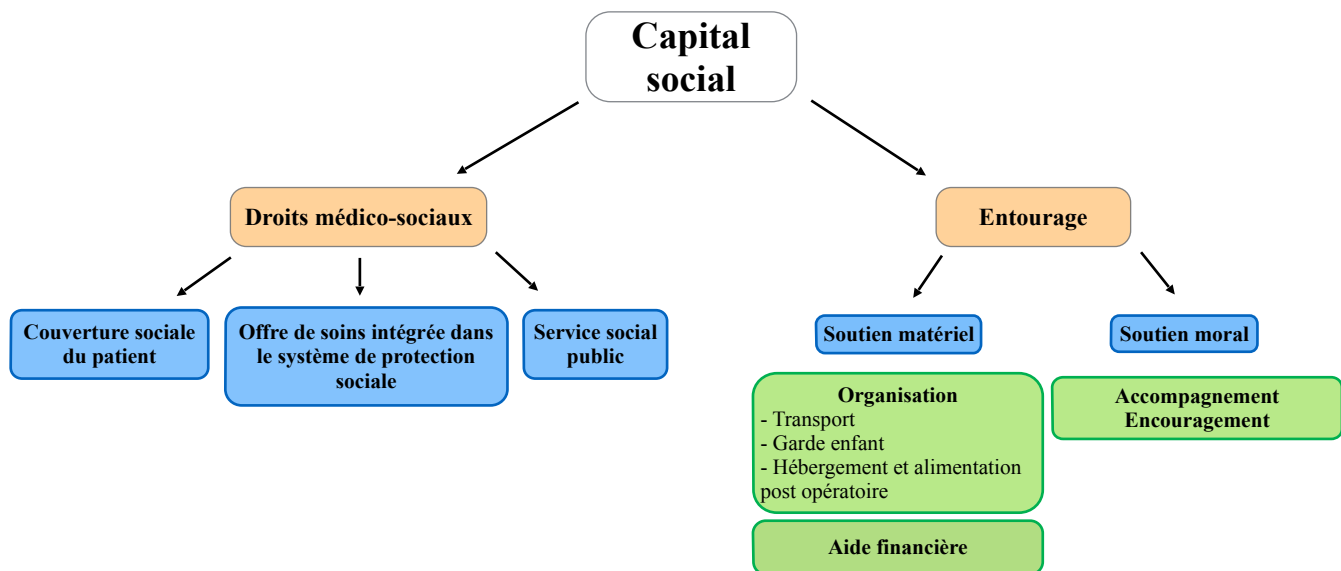 Capital
social
Droits médico-sociaux
Entourage
Couverture sociale
du patient
Offre de soins intégrée dans
le système de protection
sociale
Service social
public
Soutien matériel
Soutien moral
Organisation
- Transport
- Garde enfant
- Hébergement et alimentation
post opératoire
Accompagnement
Encouragement
Aide financière